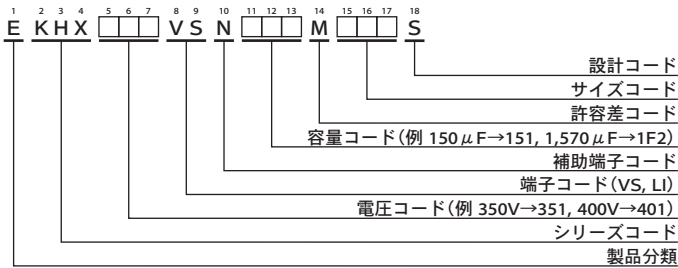 1 2 3 4 5 6 7 8 9 10 11 12 13 14 15 16 17 18
E KHX □□□ VS N □□□ M □□□ S
設計コード
サイズコード
許容差コード
容量コード(例 150μF→151, 1,570μF→1F2)
補助端子コード
端子コード(VS, LI)
電圧コード(例 350V→351, 400V→401)
シリーズコード
製品分類